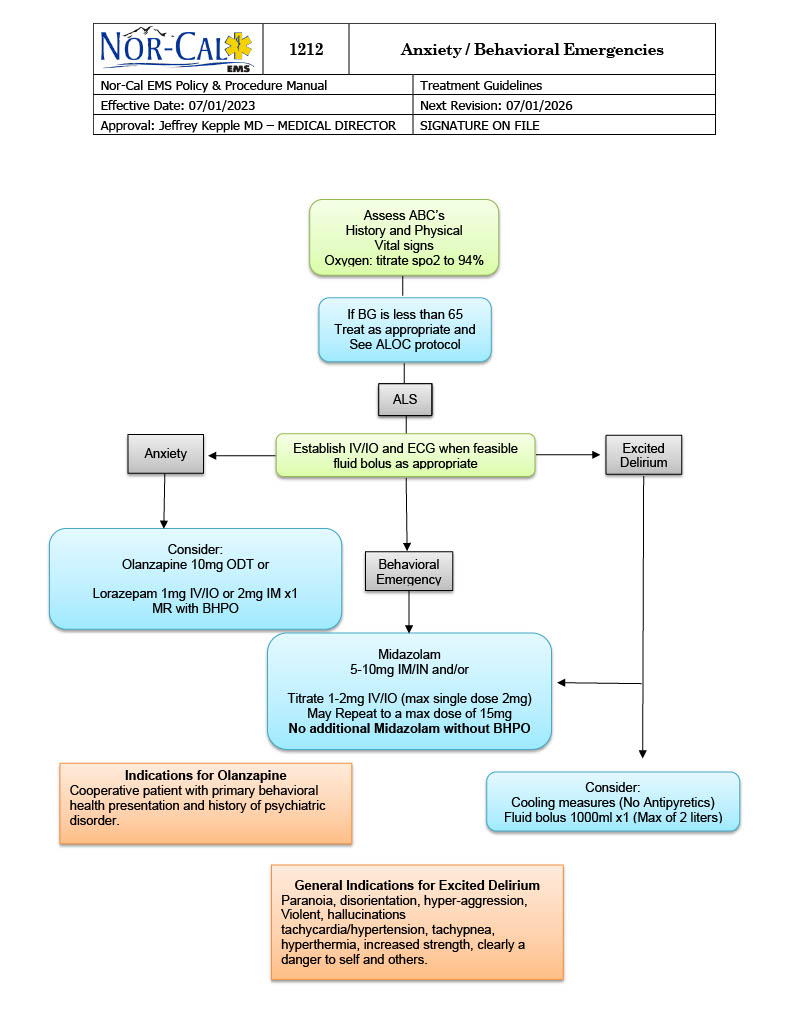 NOR-CAL EMS
1212
Anxiety / Behavioral Emergencies
Nor-Cal EMS Policy & Procedure Manual
Treatment Guidelines
Effective Date: 07/01/2023
Next Revision: 07/01/2026
Approval: Jeffrey Kepple MD – MEDICAL DIRECTOR
SIGNATURE ON FILE
Assess ABC's
History and Physical
Vital signs
Oxygen: titrate spo2 to 94%
If BG is less than 65
Treat as appropriate and
See ALOC protocol
ALS
Establish IV/IO and ECG when feasible
fluid bolus as appropriate
Anxiety
Excited
Delirium
Consider:
Olanzapine 10mg ODT or
Lorazepam 1mg IV/IO or 2mg IM x1
MR with BHPO
Behavioral
Emergency
Midazolam
5-10mg IM/IN and/or
Titrate 1-2mg IV/IO (max single dose 2mg)
May Repeat to a max dose of 15mg
No additional Midazolam without BHPO
Indications for Olanzapine
Cooperative patient with primary behavioral
health presentation and history of psychiatric
disorder.
Consider:
Cooling measures (No Antipyretics)
Fluid bolus 1000ml x1 (Max of 2 liters)
General Indications for Excited Delirium
Paranoia, disorientation, hyper-aggression,
Violent, hallucinations
tachycardia/hypertension, tachypnea,
hyperthermia, increased strength, clearly a
danger to self and others.